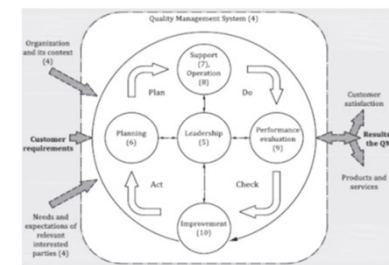 Quality Management System (4)
Organization
and its context
(4)
Support
(7),
Operation
(8)
Plan
Do
Customer
satisfaction
Customer
requirements
Planning
(6)
Leadership
(5)
Performance
evaluation
(9)
Results
the QM
Act
Check
Products and
services
Needs and
expectations of
relevant
interested
parties (4)
Improvement
(10)